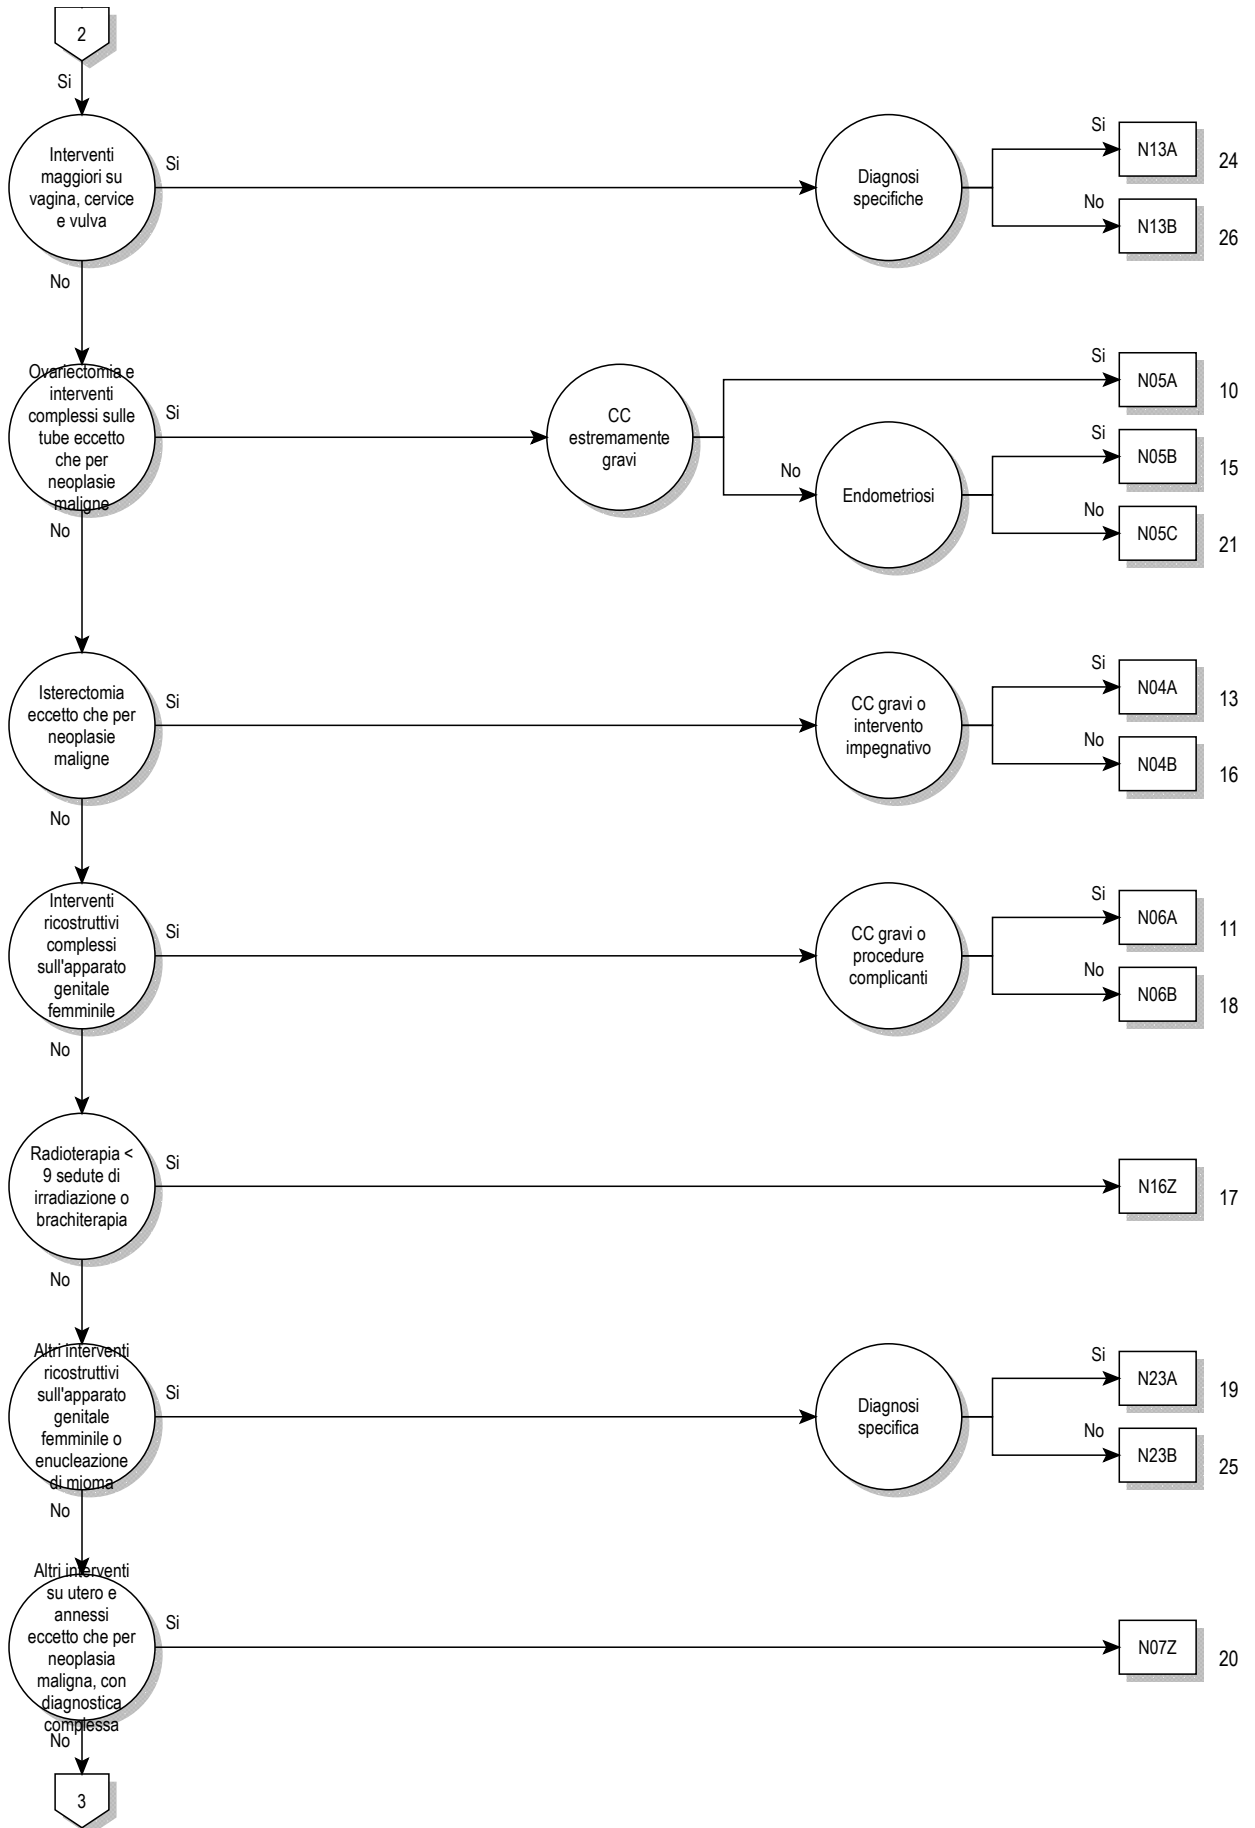 2
Si
Interventi
maggiori su
vagina, cervice
e vulva
Si
Diagnosi
specifiche
Si
N13A
24
No
N13B
26
No
Ovariectomia e
interventi
complessi sulle
tube eccetto
che per
neoplasie
maligne
Si
CC
estremamente
gravi
Si
N05A
10
No
Endometriosi
Si
N05B
15
No
N05C
21
No
Isterectomia
eccetto che per
neoplasie
maligne
Si
CC gravi o
intervento
impegnativo
Si
N04A
13
No
N04B
16
No
Interventi
ricostruttivi
complessi
sull'apparato
genitale
femminile
Si
CC gravi o
procedure
complicanti
Si
N06A
11
No
N06B
18
No
Radioterapia <
9 sedute di
irradiazione o
brachiterapia
Si
N16Z
17
No
Altri interventi
ricostruttivi
sull'apparato
genitale
femminile o
enucleazione
di mioma
Si
Diagnosi
specifica
Si
N23A
19
No
N23B
25
No
Altri interventi
su utero e
annessi
eccetto che per
neoplasia
maligna, con
diagnostica
complessa
Si
N07Z
20
No
3